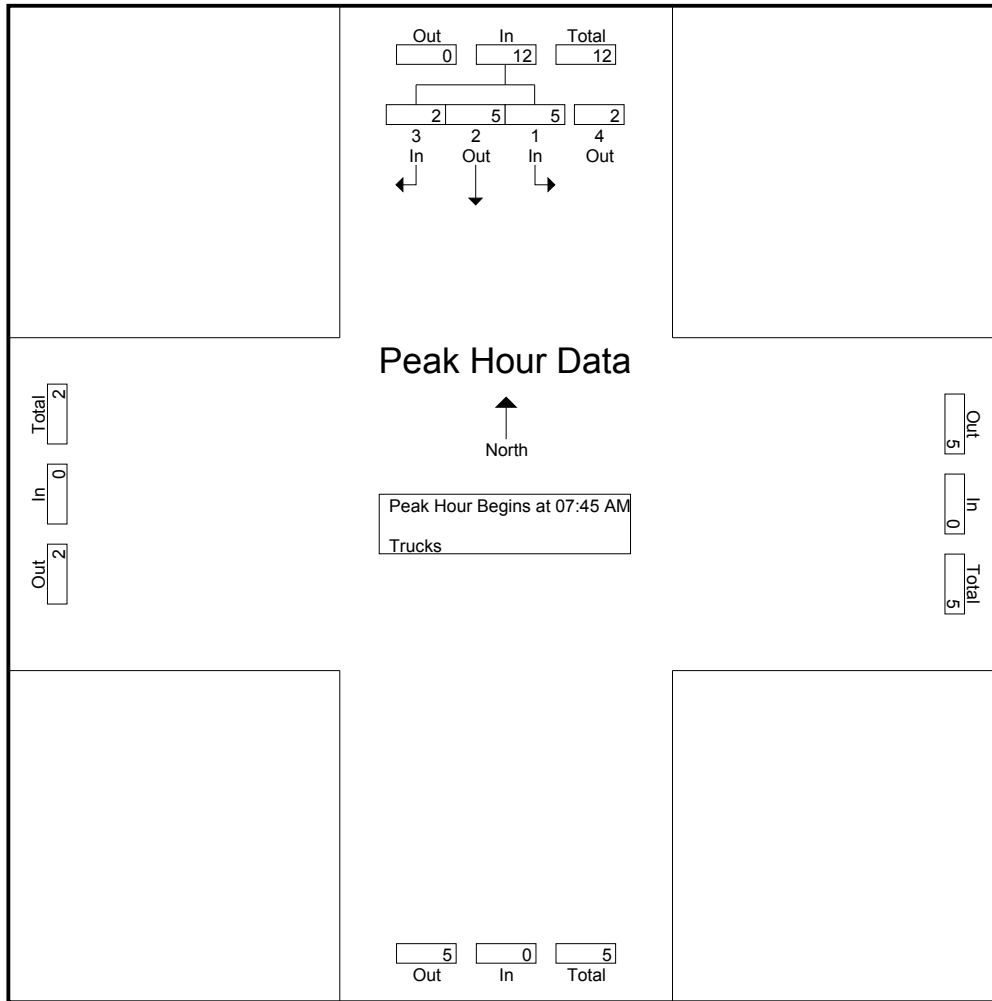 Out In Total
0 12 12
2 5 5 2
3 2 1 4
In Out In Out
Peak Hour Data
North
Peak Hour Begins at 07:45 AM
Trucks
Total In Out
2 0 2
Out In Total
5 0 5
5 0 5
Out In Total